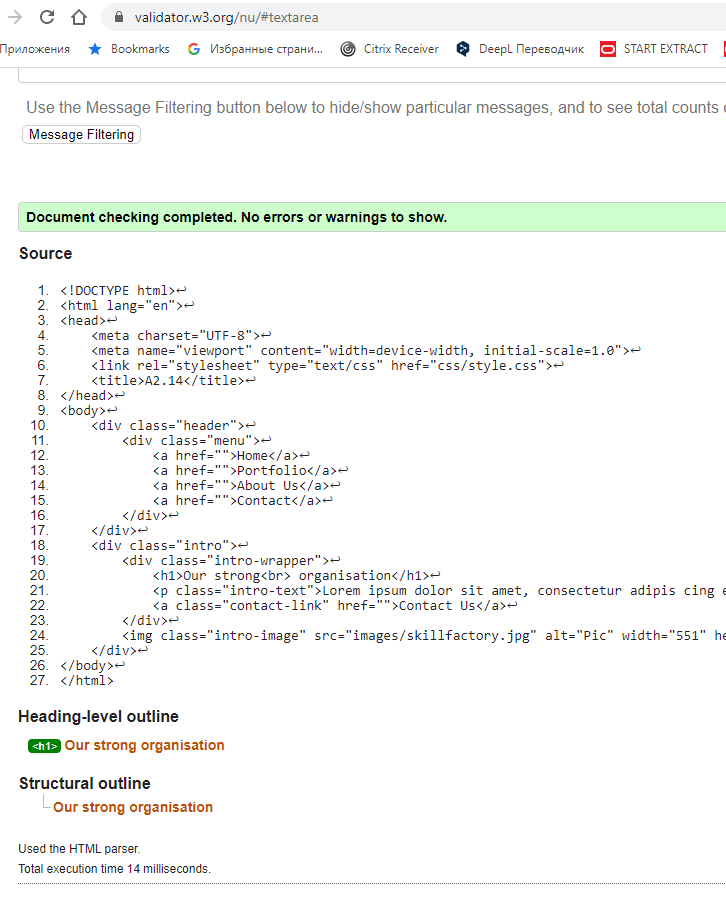 validator.w3.org/nu/#textarea
Приложения Bookmarks Избранные страни... Citrix Receiver DeepL Переводчик START EXTRACT
Use the Message Filtering button below to hide/show particular messages, and to see total counts
Message Filtering
Document checking completed. No errors or warnings to show.
Source
1. <!DOCTYPE html>↩
2. <html lang="en">↩
3. <head>↩
4. <meta charset="UTF-8">↩
5. <meta name="viewport" content="width=device-width, initial-scale=1.0">↩
6. <link rel="stylesheet" type="text/css" href="css/style.css">↩
7. <title>A2.14</title>↩
8. </head>↩
9. <body>↩
10. <div class="header">↩
11. <div class="menu">↩
12. <a href="">Home</a>↩
13. <a href="">Portfolio</a>↩
14. <a href="">About Us</a>↩
15. <a href="">Contact</a>↩
16. </div>↩
17. </div>↩
18. <div class="intro">↩
19. <div class="intro-wrapper">↩
20. <h1>Our strong<br> organisation</h1>↩
21. <p class="intro-text">Lorem ipsum dolor sit amet, consectetur adipis cing e
22. <a class="contact-link" href="">Contact Us</a>↩
23. </div>↩
24. <img class="intro-image" src="images/skillfactory.jpg" alt="Pic" width="551" he
25. </div>↩
26. </body>↩
27. </html>
Heading-level outline
<h1> Our strong organisation
Structural outline
Our strong organisation
Used the HTML parser.
Total execution time 14 milliseconds.